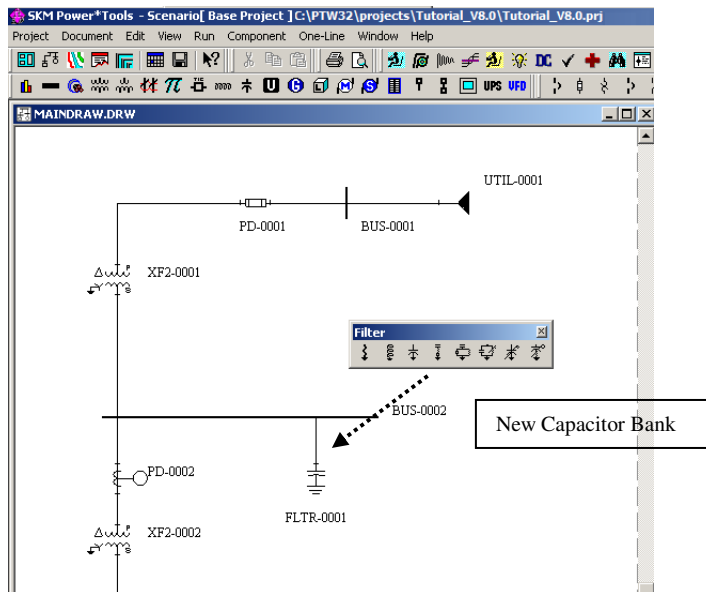 SKM Power*Tools - Scenario[ Base Project ]C:\PTW32\projects\Tutorial_V8.0\Tutorial_V8.0.prj
Project Document Edit View Run Component One-Line Window Help
DC
UPS VFD
MAINDRAW.DRW
UTIL-0001
PD-0001 BUS-0001
XF2-0001
P
S
Filter
BUS-0002
New Capacitor Bank
PD-0002
FLTR-0001
XF2-0002
P
S